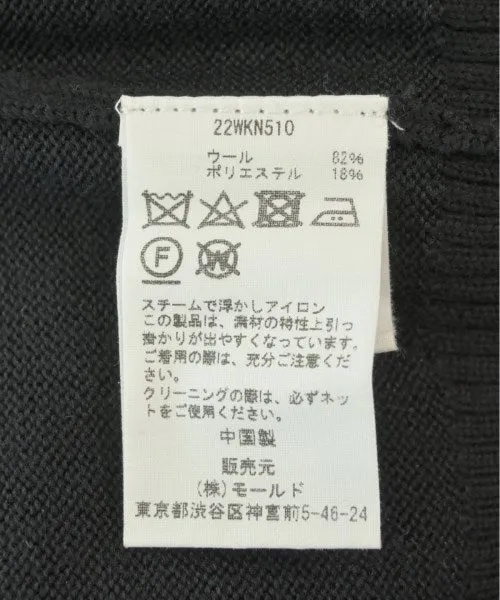 22WKN510
ウール 82%
ポリエステル 18%
F
W
スチームで浮かしアイロン
この製品は、素材の特性上引っ
掛かりが出やすくなっています。
ご着用の際は、充分ご注意くだ
さい。
クリーニングの際は、必ずネッ
トをご使用ください。
中国製
販売元
(株)モールド
東京都渋谷区神宮前5-46-24